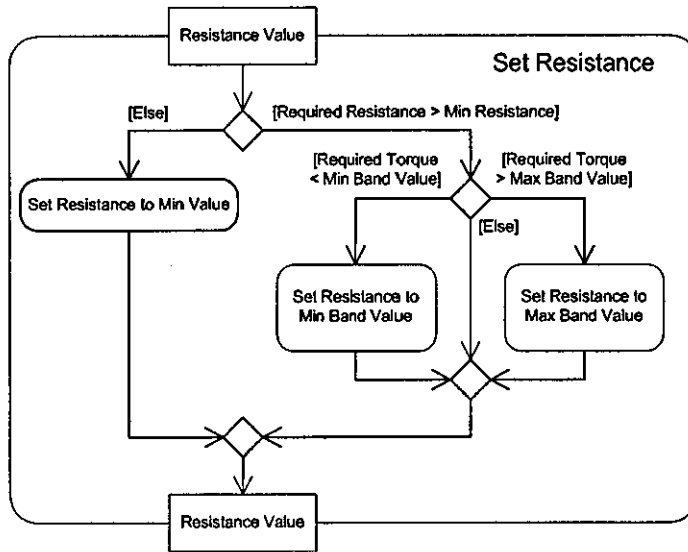 Resistance Value
Set Resistance
[Else]
[Required Resistance > Min Resistance]
[Required Torque
< Min Band Value]
[Required Torque
> Max Band Value]
Set Resistance to Min Value
[Else]
Set Resistance to
Min Band Value
Set Resistance to
Max Band Value
Resistance Value